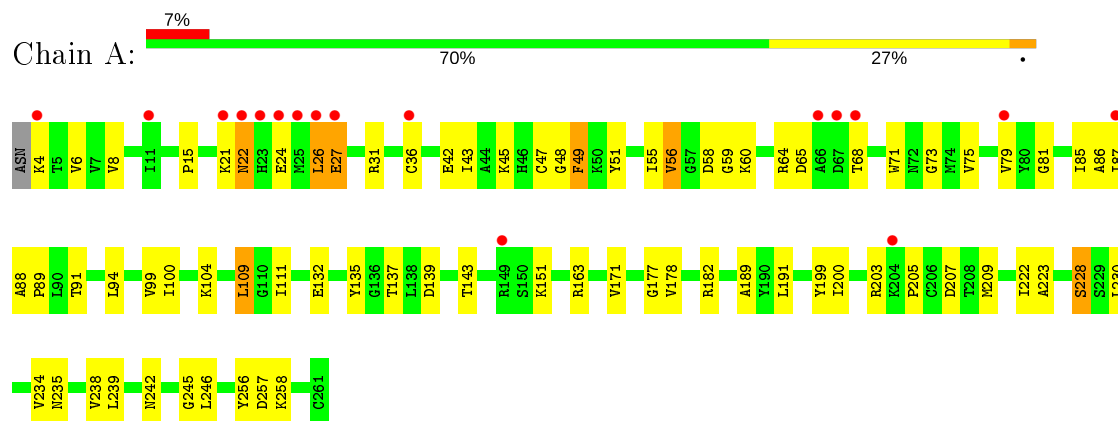 7%
Chain A:
70% 27% •
ASN K4 T5 V6 V7 V8 I11 P15 K21 N22 H23 E24 M25 L26 E27 R31 C36 E42 I43 A44 K45 H46 C47 G48 F49 K50 Y51 I55 V56 G57 D58 G59 K60 R64 D65 A66 D67 T68 W71 N72 G73 M74 V75 V79 Y80 G81 I85 A86
A88 P89 L90 T91 L94 V99 I100 K104 L109 G110 I111 E132 Y135 G136 T137 L138 D139 T143 R149 S150 K151 R163 V171 G177 V178 R182 A189 Y190 L191 Y199 I200 R203 K204 P205 C206 D207 T208 M209 I222 A223 S228 S229
V234 N235 V238 L239 N242 G245 L246 Y256 D257 K258 C261